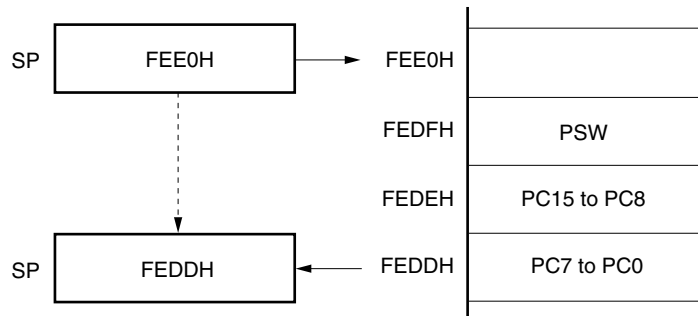 SP FEE0H FEE0H
FEDFH PSW
FEDEH PC15 to PC8
SP FEDDH FEDDH PC7 to PC0